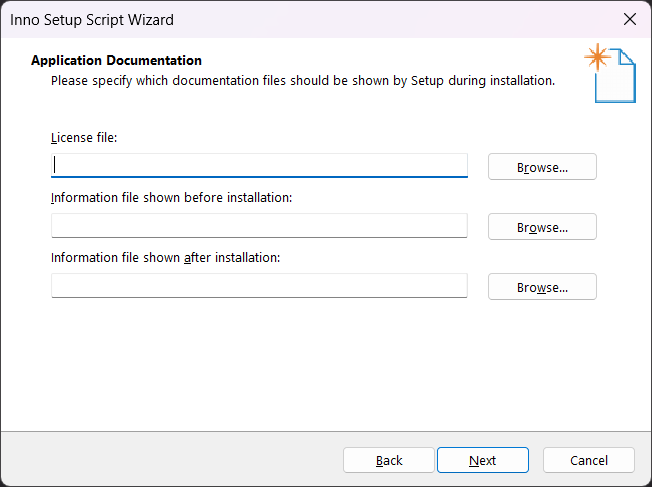 Inno Setup Script Wizard
Application Documentation
Please specify which documentation files should be shown by Setup during installation.
License file:
Browse...
Information file shown before installation:
Browse...
Information file shown after installation:
Browse...
Back
Next
Cancel